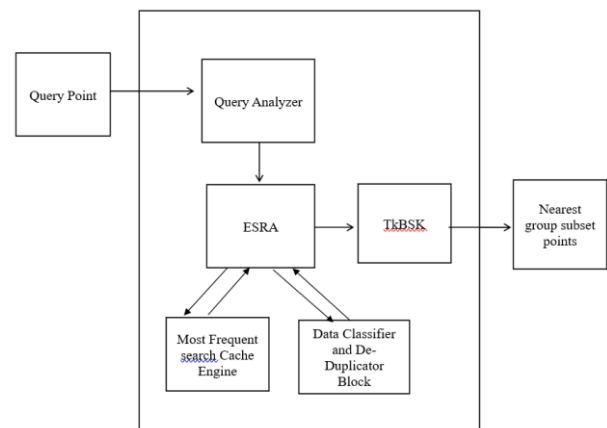 Query Point
Query Analyzer
ESRA
TkBSK
Nearest
group subset
points
Most Frequent
search Cache
Engine
Data Classifier
and De-
Duplicator
Block